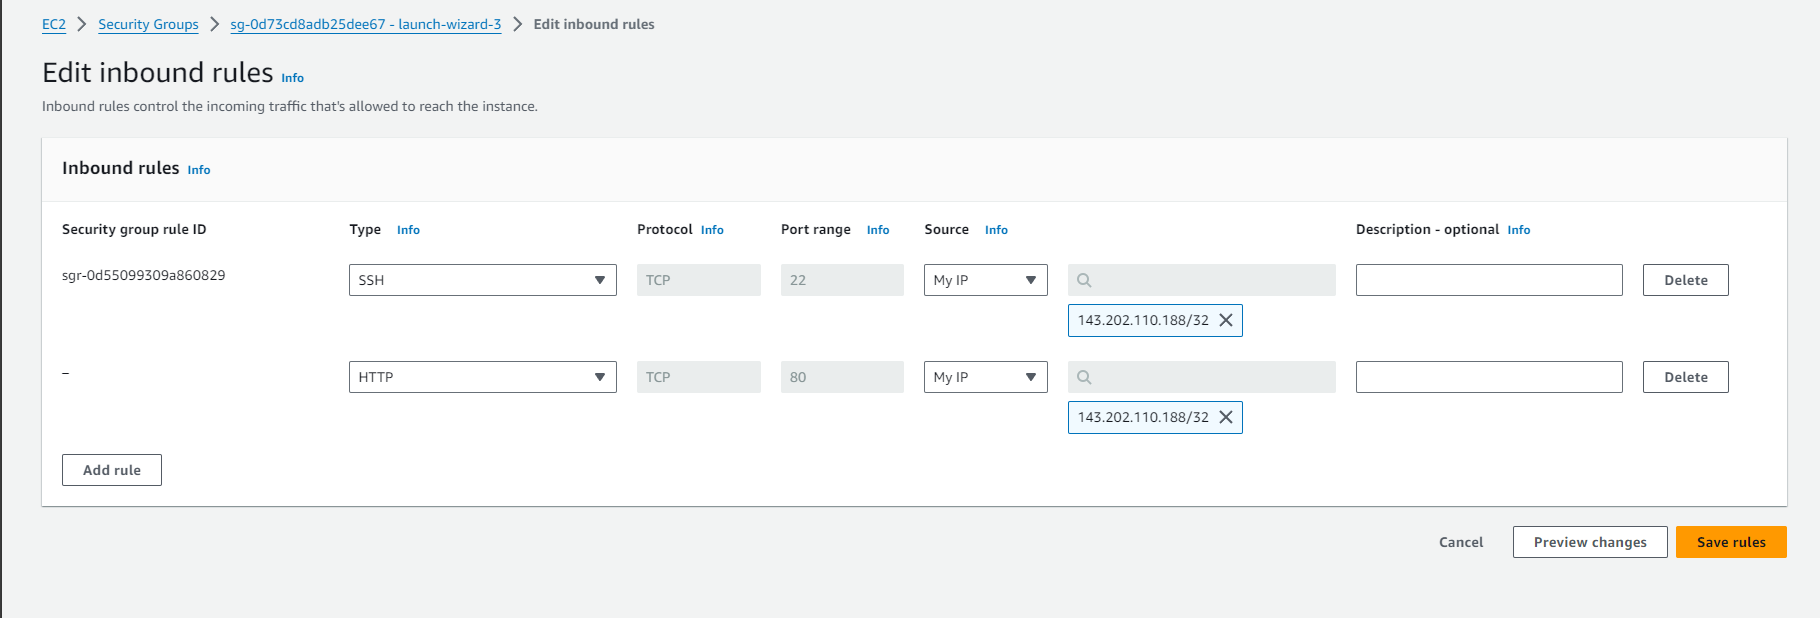 EC2 > Security Groups > sg-0d73cd8adb25dee67 - launch-wizard-3 > Edit inbound rules
Edit inbound rules Info
Inbound rules control the incoming traffic that's allowed to reach the instance.
Inbound rules Info
Security group rule ID Type Info Protocol Info Port range Info Source Info Description - optional Info
sgr-0d55099309a860829 SSH TCP 22 My IP Delete
143.202.110.188/32
– HTTP TCP 80 My IP Delete
143.202.110.188/32
Add rule
Cancel Preview changes Save rules